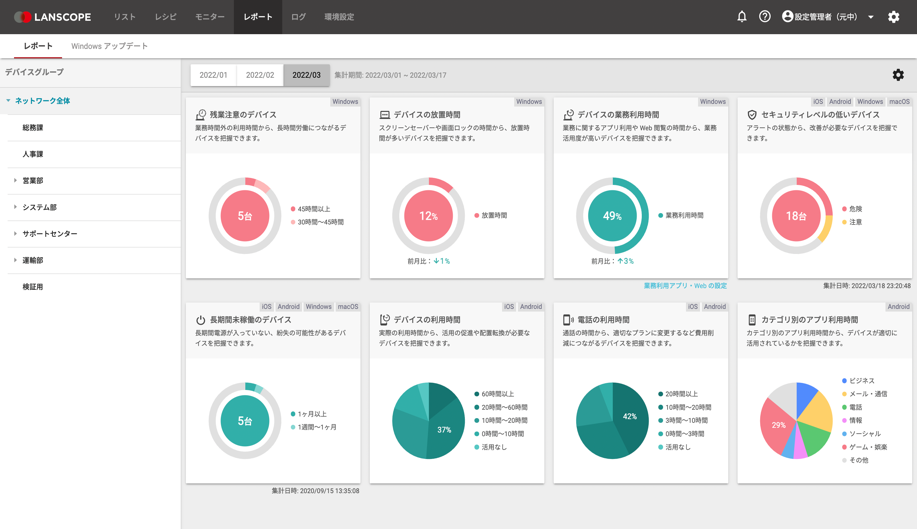 LANSCOPE
リスト
レシピ
モニター
レポート
ログ
環境設定
設定管理者（元中）
レポート
Windows アップデート
デバイスグループ
ネットワーク全体
総務課
人事課
営業部
システム部
サポートセンター
運輸部
検証用
2022/01
2022/02
2022/03
集計期間: 2022/03/01 ~ 2022/03/17
Windows
残業注意のデバイス
業務時間外の利用時間から、長時間労働につながるデ
バイスを把握できます。
5台
45時間以上
30時間〜45時間
Windows
デバイスの放置時間
スクリーンセーバーや画面ロックの時間から、放置時
間が多いデバイスを把握できます。
12%
放置時間
前月比：↓1%
Windows
デバイスの業務利用時間
業務に関するアプリ利用や Web 閲覧の時間から、業務
活用度が高いデバイスを把握できます。
49%
業務利用時間
前月比：↑3%
業務利用アプリ・Web の設定
iOS
Android
Windows
macOS
セキュリティレベルの低いデバイス
アラートの状態から、改善が必要なデバイスを把握で
きます。
18台
危険
注意
集計日時: 2022/03/18 23:20:48
iOS
Android
Windows
macOS
長期間未稼働のデバイス
長期間電源が入っていない、紛失の可能性があるデバ
イスを把握できます。
5台
1ヶ月以上
1週間〜1ヶ月
集計日時: 2020/09/15 13:35:08
iOS
Android
デバイスの利用時間
実際の利用時間から、活用の促進や配置転換が必要な
デバイスを把握できます。
37%
60時間以上
20時間〜60時間
10時間〜20時間
0時間〜10時間
活用なし
iOS
Android
電話の利用時間
通話の時間から、適切なプランに変更するなど費用削
減につながるデバイスを把握できます。
42%
20時間以上
10時間〜20時間
3時間〜10時間
0時間〜3時間
活用なし
Android
カテゴリ別のアプリ利用時間
カテゴリ別のアプリ利用時間から、デバイスが適切に
活用されているかを把握できます。
29%
ビジネス
メール・通信
電話
情報
ソーシャル
ゲーム・娯楽
その他